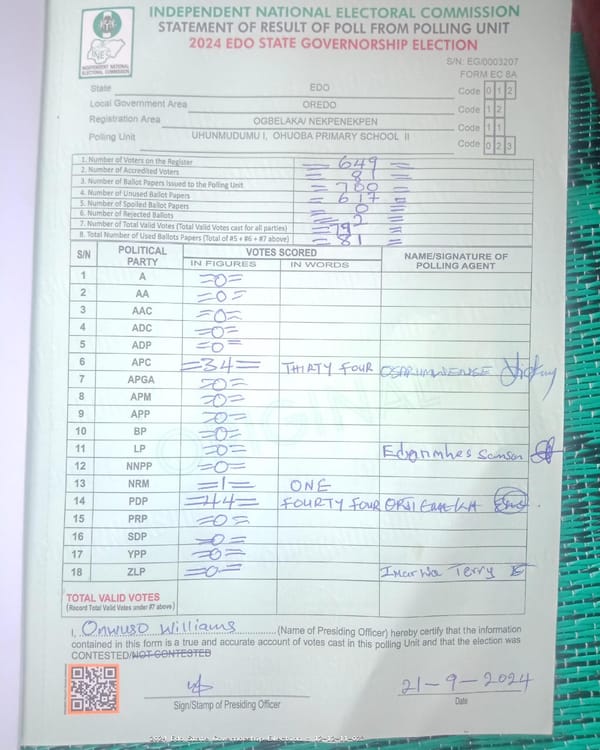 INDEPENDENT NATIONAL ELECTORAL COMMISSION
STATEMENT OF RESULT OF POLL FROM POLLING UNIT
2024 EDO STATE GOVERNORSHIP ELECTION
INEC
INDEPENDENT NATIONAL ELECTORAL COMMISSION
S/N: EG/0003207
FORM EC 8A
State EDO Code 0 1 2
Local Government Area OREDO Code 1 2
Registration Area OGBELAKA/ NEKPENEKPEN Code 1 1
Polling Unit UHUNMUDUMU I, OHUOBA PRIMARY SCHOOL II Code 0 2 3
1. Number of Voters on the Register = 649 =
2. Number of Accredited Voters = 81 =
3. Number of Ballot Papers Issued to the Polling Unit = 700 =
4. Number of Unused Ballot Papers = 617 =
5. Number of Spoiled Ballot Papers = 0 =
6. Number of Rejected Ballots = 2 =
7. Number of Total Valid Votes (Total Valid Votes cast for all parties) = 79 =
8. Total Number of Used Ballots Papers (Total of #5 + #6 + #7 above) = 81 =
S/N POLITICAL PARTY VOTES SCORED NAME/SIGNATURE OF POLLING AGENT
IN FIGURES IN WORDS
1 A =0=
2 AA =0=
3 AAC =0=
4 ADC =0=
5 ADP =0=
6 APC =34= THIRTY FOUR
7 APGA =0=
8 APM =0=
9 APP =0=
10 BP =0=
11 LP =0= Samson
12 NNPP =0=
13 NRM =1= ONE
14 PDP =44= FOURTY FOUR
15 PRP =0=
16 SDP =0=
17 YPP =0=
18 ZLP =0= Terry
TOTAL VALID VOTES
(Record Total Valid Votes under #7 above)
I, Onwuso Williams (Name of Presiding Officer) hereby certify that the information
contained in this form is a true and accurate account of votes cast in this polling Unit and that the election was
CONTESTED/NOT CONTESTED
21-9-2024
Sign/Stamp of Presiding Officer Date